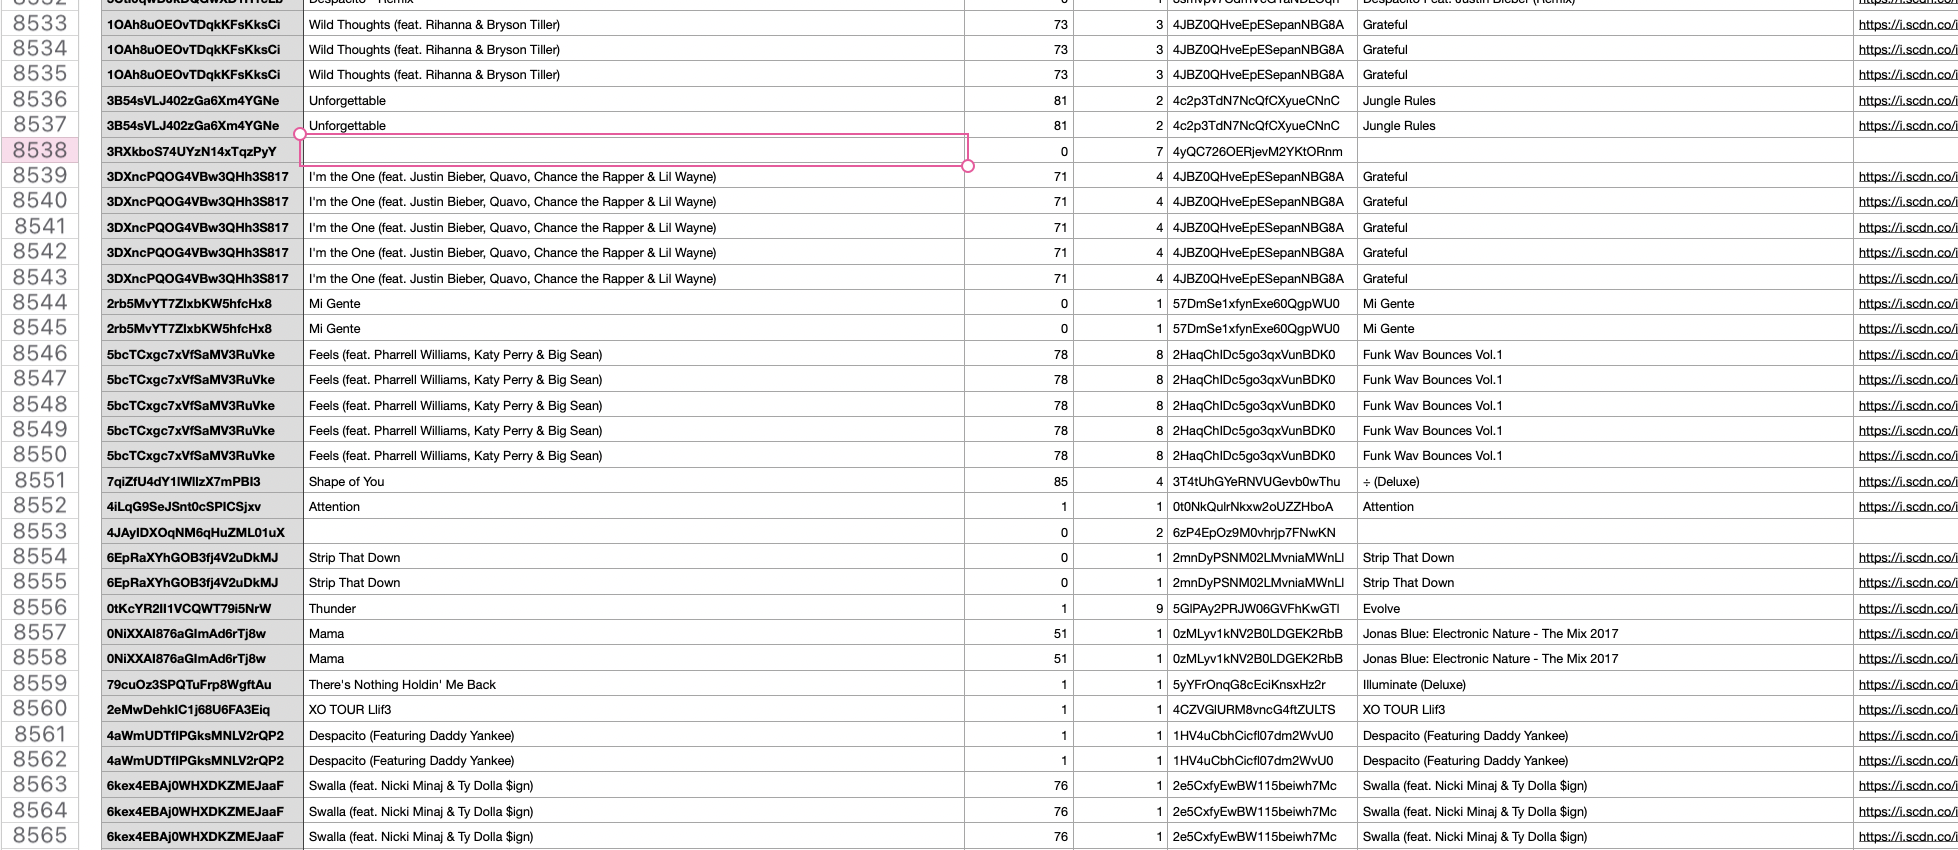 8533 1OAh8uOEOvTDqkKFsKksCi Wild Thoughts (feat. Rihanna & Bryson Tiller) 73 3 4JBZ0QHveEpESepanNBG8A Grateful https://i.scdn.co/i
8534 1OAh8uOEOvTDqkKFsKksCi Wild Thoughts (feat. Rihanna & Bryson Tiller) 73 3 4JBZ0QHveEpESepanNBG8A Grateful https://i.scdn.co/i
8535 1OAh8uOEOvTDqkKFsKksCi Wild Thoughts (feat. Rihanna & Bryson Tiller) 73 3 4JBZ0QHveEpESepanNBG8A Grateful https://i.scdn.co/i
8536 3B54sVLJ402zGa6Xm4YGNe Unforgettable 81 2 4c2p3TdN7NcQfCXyueCNnC Jungle Rules https://i.scdn.co/i
8537 3B54sVLJ402zGa6Xm4YGNe Unforgettable 81 2 4c2p3TdN7NcQfCXyueCNnC Jungle Rules https://i.scdn.co/i
8538 3RXkboS74UYzN14xTqzPyY 0 7 4yQC726OERjevM2YKtORnm
8539 3DXncPQOG4VBw3QHh3S817 I'm the One (feat. Justin Bieber, Quavo, Chance the Rapper & Lil Wayne) 71 4 4JBZ0QHveEpESepanNBG8A Grateful https://i.scdn.co/i
8540 3DXncPQOG4VBw3QHh3S817 I'm the One (feat. Justin Bieber, Quavo, Chance the Rapper & Lil Wayne) 71 4 4JBZ0QHveEpESepanNBG8A Grateful https://i.scdn.co/i
8541 3DXncPQOG4VBw3QHh3S817 I'm the One (feat. Justin Bieber, Quavo, Chance the Rapper & Lil Wayne) 71 4 4JBZ0QHveEpESepanNBG8A Grateful https://i.scdn.co/i
8542 3DXncPQOG4VBw3QHh3S817 I'm the One (feat. Justin Bieber, Quavo, Chance the Rapper & Lil Wayne) 71 4 4JBZ0QHveEpESepanNBG8A Grateful https://i.scdn.co/i
8543 3DXncPQOG4VBw3QHh3S817 I'm the One (feat. Justin Bieber, Quavo, Chance the Rapper & Lil Wayne) 71 4 4JBZ0QHveEpESepanNBG8A Grateful https://i.scdn.co/i
8544 2rb5MvYT7ZIxbKW5hfcHx8 Mi Gente 0 1 57DmSe1xfynExe60QgpWU0 Mi Gente https://i.scdn.co/i
8545 2rb5MvYT7ZIxbKW5hfcHx8 Mi Gente 0 1 57DmSe1xfynExe60QgpWU0 Mi Gente https://i.scdn.co/i
8546 5bcTCxgc7xVfSaMV3RuVke Feels (feat. Pharrell Williams, Katy Perry & Big Sean) 78 8 2HaqChIDc5go3qxVunBDK0 Funk Wav Bounces Vol.1 https://i.scdn.co/i
8547 5bcTCxgc7xVfSaMV3RuVke Feels (feat. Pharrell Williams, Katy Perry & Big Sean) 78 8 2HaqChIDc5go3qxVunBDK0 Funk Wav Bounces Vol.1 https://i.scdn.co/i
8548 5bcTCxgc7xVfSaMV3RuVke Feels (feat. Pharrell Williams, Katy Perry & Big Sean) 78 8 2HaqChIDc5go3qxVunBDK0 Funk Wav Bounces Vol.1 https://i.scdn.co/i
8549 5bcTCxgc7xVfSaMV3RuVke Feels (feat. Pharrell Williams, Katy Perry & Big Sean) 78 8 2HaqChIDc5go3qxVunBDK0 Funk Wav Bounces Vol.1 https://i.scdn.co/i
8550 5bcTCxgc7xVfSaMV3RuVke Feels (feat. Pharrell Williams, Katy Perry & Big Sean) 78 8 2HaqChIDc5go3qxVunBDK0 Funk Wav Bounces Vol.1 https://i.scdn.co/i
8551 7qiZfU4dY1lWllzX7mPBI3 Shape of You 85 4 3T4tUhGYeRNVUGevb0wThu ÷ (Deluxe) https://i.scdn.co/i
8552 4iLqG9SeJSnt0cSPICSjxv Attention 1 1 0t0NkQulrNkxw2oUZZHboA Attention https://i.scdn.co/i
8553 4JAyIDXOqNM6qHuZML01uX 0 2 6zP4EpOz9M0vhrjp7FNwKN
8554 6EpRaXYhGOB3fj4V2uDkMJ Strip That Down 0 1 2mnDyPSNM02LMvniaMWnLI Strip That Down https://i.scdn.co/i
8555 6EpRaXYhGOB3fj4V2uDkMJ Strip That Down 0 1 2mnDyPSNM02LMvniaMWnLI Strip That Down https://i.scdn.co/i
8556 0tKcYR2II1VCQWT79i5NrW Thunder 1 9 5GlPAy2PRJW06GVFhKwGTl Evolve https://i.scdn.co/i
8557 0NiXXAI876aGImAd6rTj8w Mama 51 1 0zMLyv1kNV2B0LDGEK2RbB Jonas Blue: Electronic Nature - The Mix 2017 https://i.scdn.co/i
8558 0NiXXAI876aGImAd6rTj8w Mama 51 1 0zMLyv1kNV2B0LDGEK2RbB Jonas Blue: Electronic Nature - The Mix 2017 https://i.scdn.co/i
8559 79cuOz3SPQTuFrp8WgftAu There's Nothing Holdin' Me Back 1 1 5yYFrOnqG8cEciKnsxHz2r Illuminate (Deluxe) https://i.scdn.co/i
8560 2eMwDehkIC1j68U6FA3Eiq XO TOUR Llif3 1 1 4CZVGlURM8vncG4ftZULTS XO TOUR Llif3 https://i.scdn.co/i
8561 4aWmUDTfIPGksMNLV2rQP2 Despacito (Featuring Daddy Yankee) 1 1 1HV4uCbhCicfl07dm2WvU0 Despacito (Featuring Daddy Yankee) https://i.scdn.co/i
8562 4aWmUDTfIPGksMNLV2rQP2 Despacito (Featuring Daddy Yankee) 1 1 1HV4uCbhCicfl07dm2WvU0 Despacito (Featuring Daddy Yankee) https://i.scdn.co/i
8563 6kex4EBAj0WHXDKZMEJaaF Swalla (feat. Nicki Minaj & Ty Dolla $ign) 76 1 2e5CxfyEwBW115beiwh7Mc Swalla (feat. Nicki Minaj & Ty Dolla $ign) https://i.scdn.co/i
8564 6kex4EBAj0WHXDKZMEJaaF Swalla (feat. Nicki Minaj & Ty Dolla $ign) 76 1 2e5CxfyEwBW115beiwh7Mc Swalla (feat. Nicki Minaj & Ty Dolla $ign) https://i.scdn.co/i
8565 6kex4EBAj0WHXDKZMEJaaF Swalla (feat. Nicki Minaj & Ty Dolla $ign) 76 1 2e5CxfyEwBW115beiwh7Mc Swalla (feat. Nicki Minaj & Ty Dolla $ign) https://i.scdn.co/i